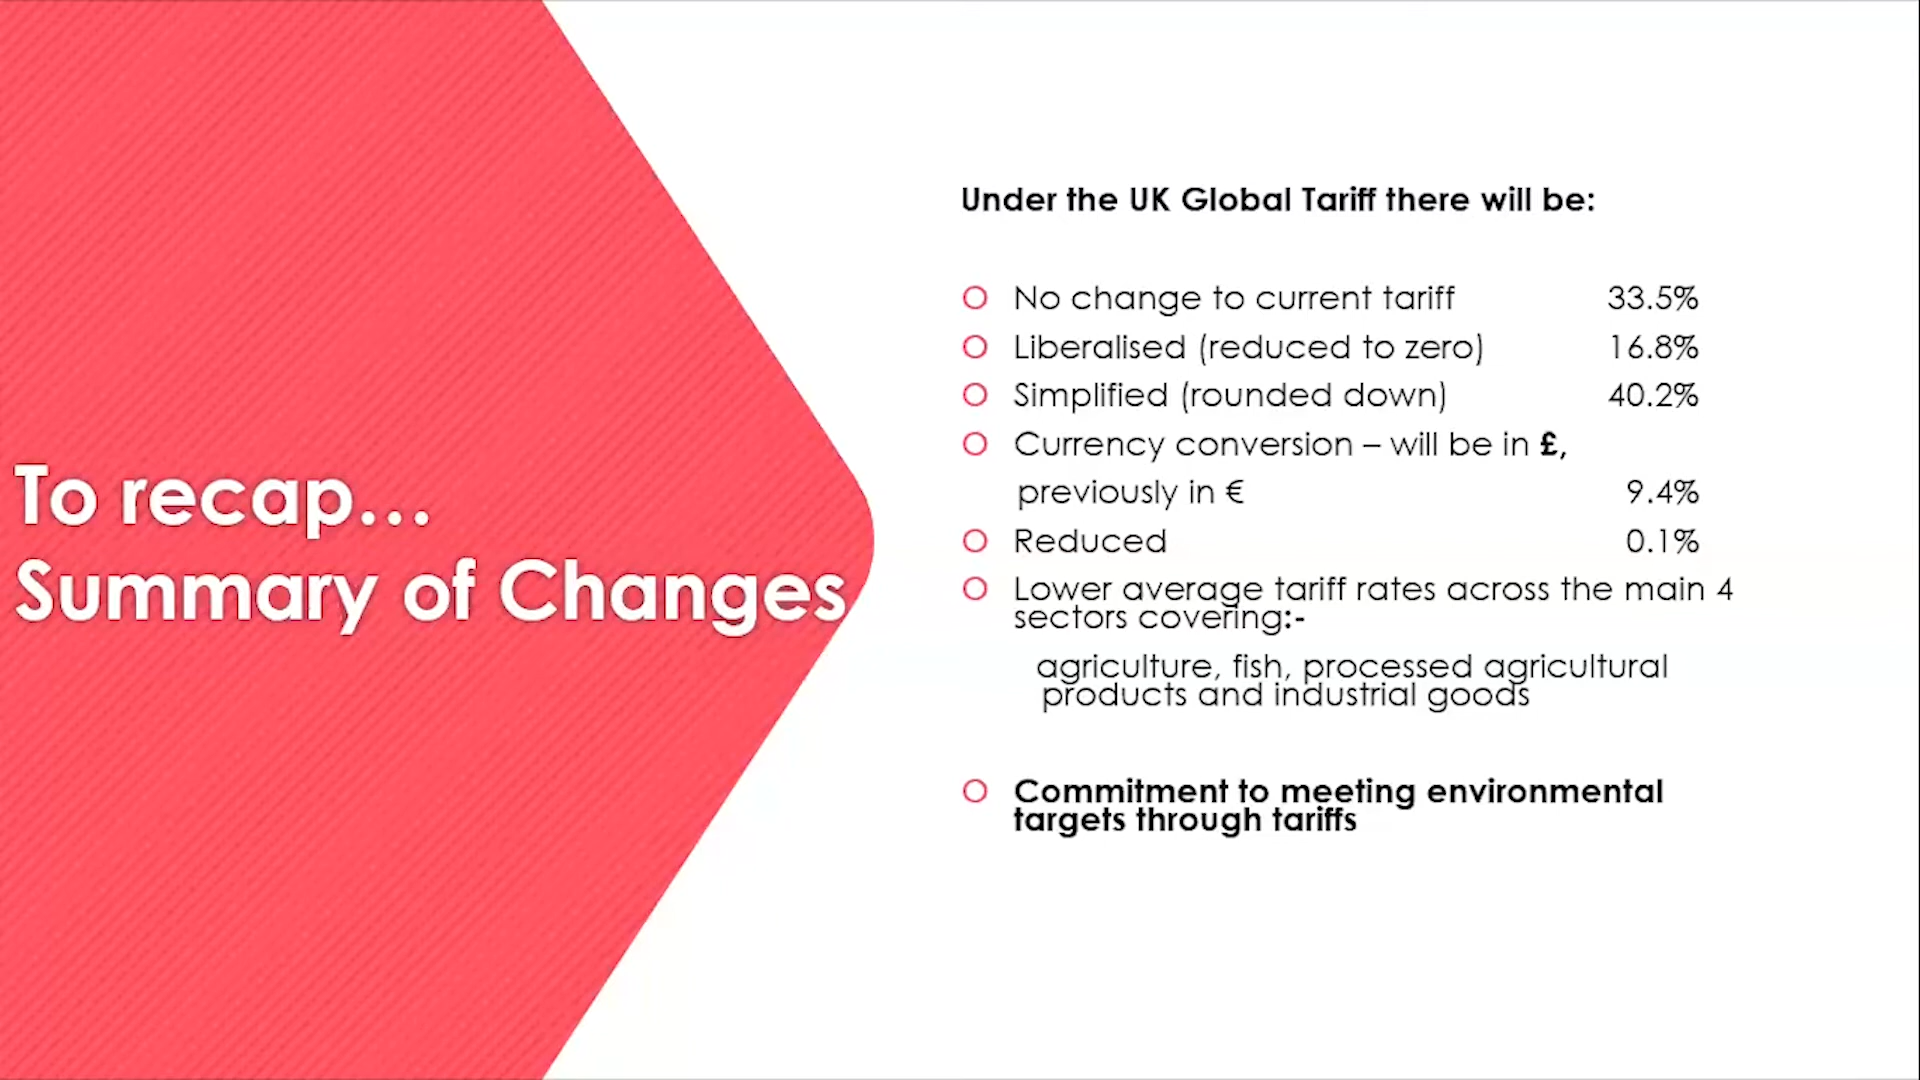 To recap...
Summary of Changes
Under the UK Global Tariff there will be:
No change to current tariff 33.5%
Liberalised (reduced to zero) 16.8%
Simplified (rounded down) 40.2%
Currency conversion – will be in £,
previously in € 9.4%
Reduced 0.1%
Lower average tariff rates across the main 4
sectors covering:-
agriculture, fish, processed agricultural
products and industrial goods
Commitment to meeting environmental
targets through tariffs